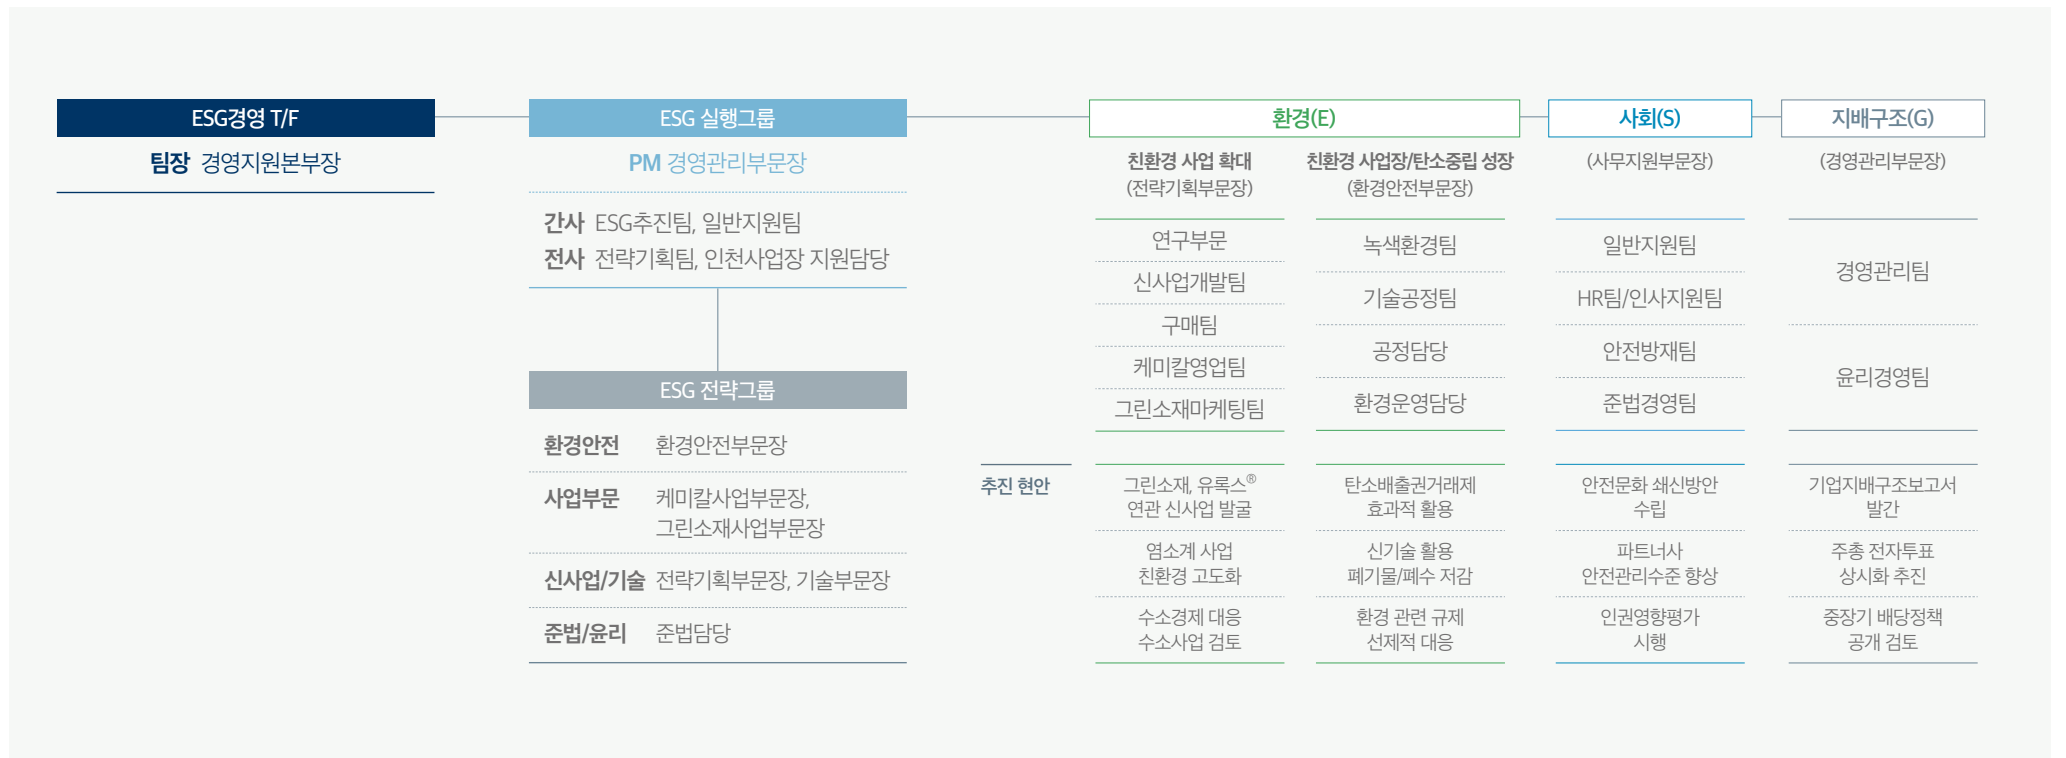 ESG경영 T/F
팀장 경영지원본부장
ESG 실행그룹
PM 경영관리부문장
간사 ESG추진팀, 일반지원팀
전사 전략기획팀, 인천사업장 지원담당
ESG 전략그룹
환경안전 환경안전부문장
사업부문 케미칼사업부문장,
그린소재사업부문장
신사업/기술 전략기획부문장, 기술부문장
준법/윤리 준법담당
환경(E)
친환경 사업 확대
(전략기획부문장)
연구부문
신사업개발팀
구매팀
케미칼영업팀
그린소재마케팅팀
친환경 사업장/탄소중립 성장
(환경안전부문장)
녹색환경팀
기술공정팀
공정담당
환경운영담당
사회(S)
(사무지원부문장)
일반지원팀
HR팀/인사지원팀
안전방재팀
준법경영팀
지배구조(G)
(경영관리부문장)
경영관리팀
윤리경영팀
추진 현안
그린소재, 유록스®
연관 신사업 발굴
염소계 사업
친환경 고도화
수소경제 대응
수소사업 검토
탄소배출권거래제
효과적 활용
신기술 활용
폐기물/폐수 저감
환경 관련 규제
선제적 대응
안전문화 쇄신방안
수립
파트너사
안전관리수준 향상
인권영향평가
시행
기업지배구조보고서
발간
주총 전자투표
상시화 추진
중장기 배당정책
공개 검토